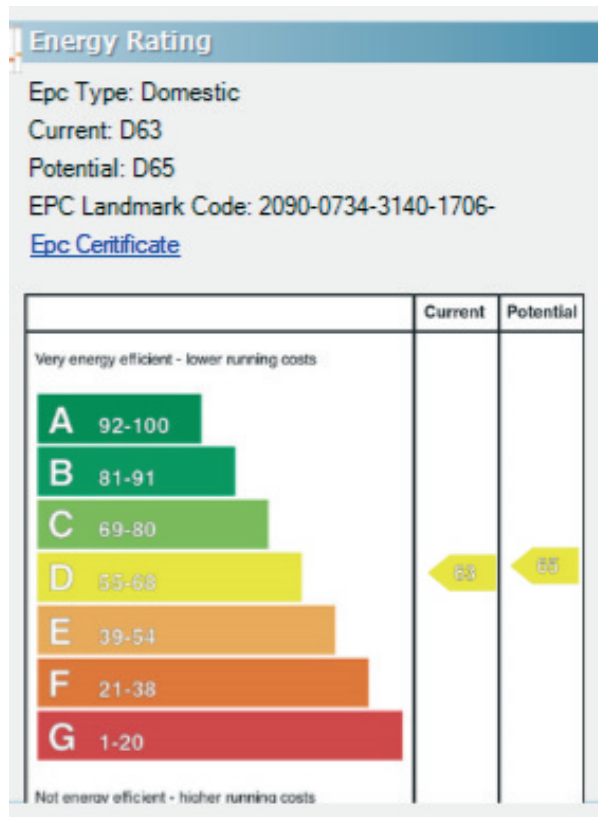 Energy Rating
Epc Type: Domestic
Current: D63
Potential: D65
EPC Landmark Code: 2090-0734-3140-1706-
Epc Ceritificate
Current Potential
Very energy efficient - lower running costs
A 92-100
B 81-91
C 69-80
D 55-68 63 65
E 39-54
F 21-38
G 1-20
Not energy efficient - higher running costs